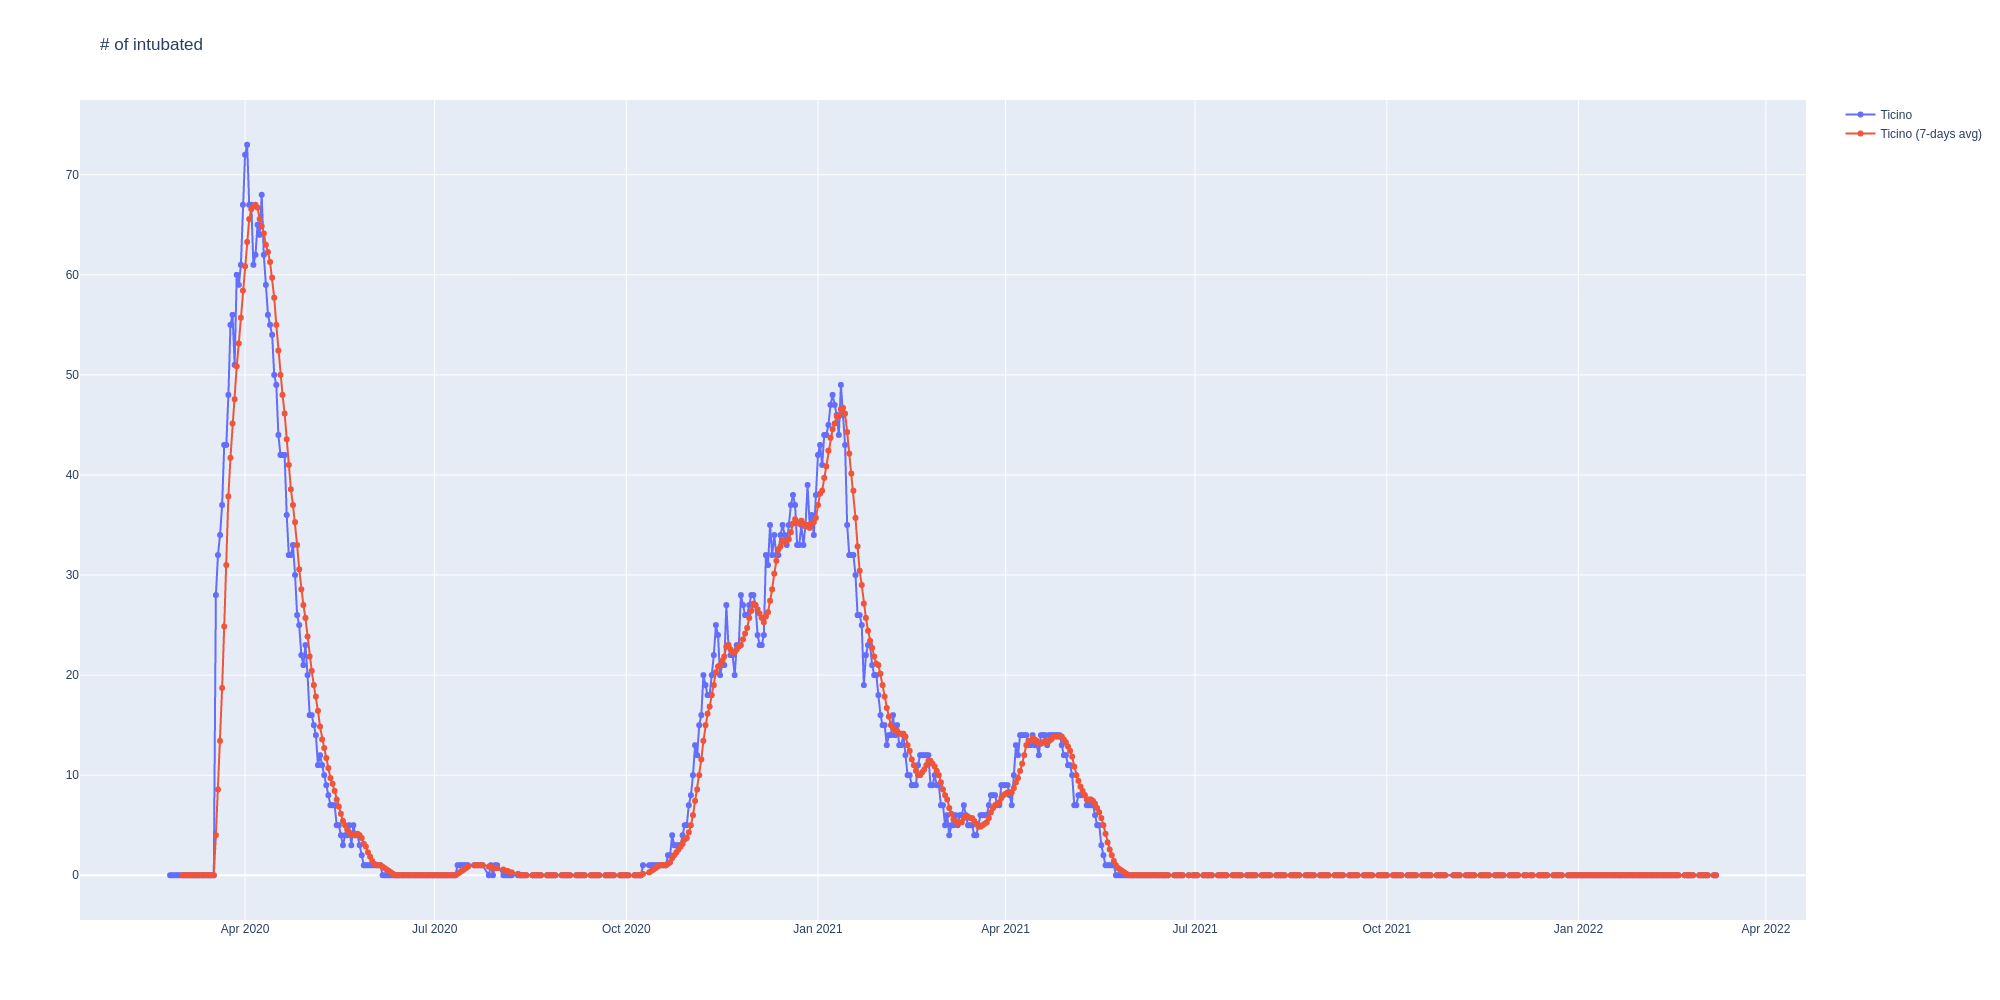 # of intubated
Ticino
Ticino (7-days avg)
70
60
50
40
30
20
10
0
Apr 2020
Jul 2020
Oct 2020
Jan 2021
Apr 2021
Jul 2021
Oct 2021
Jan 2022
Apr 2022